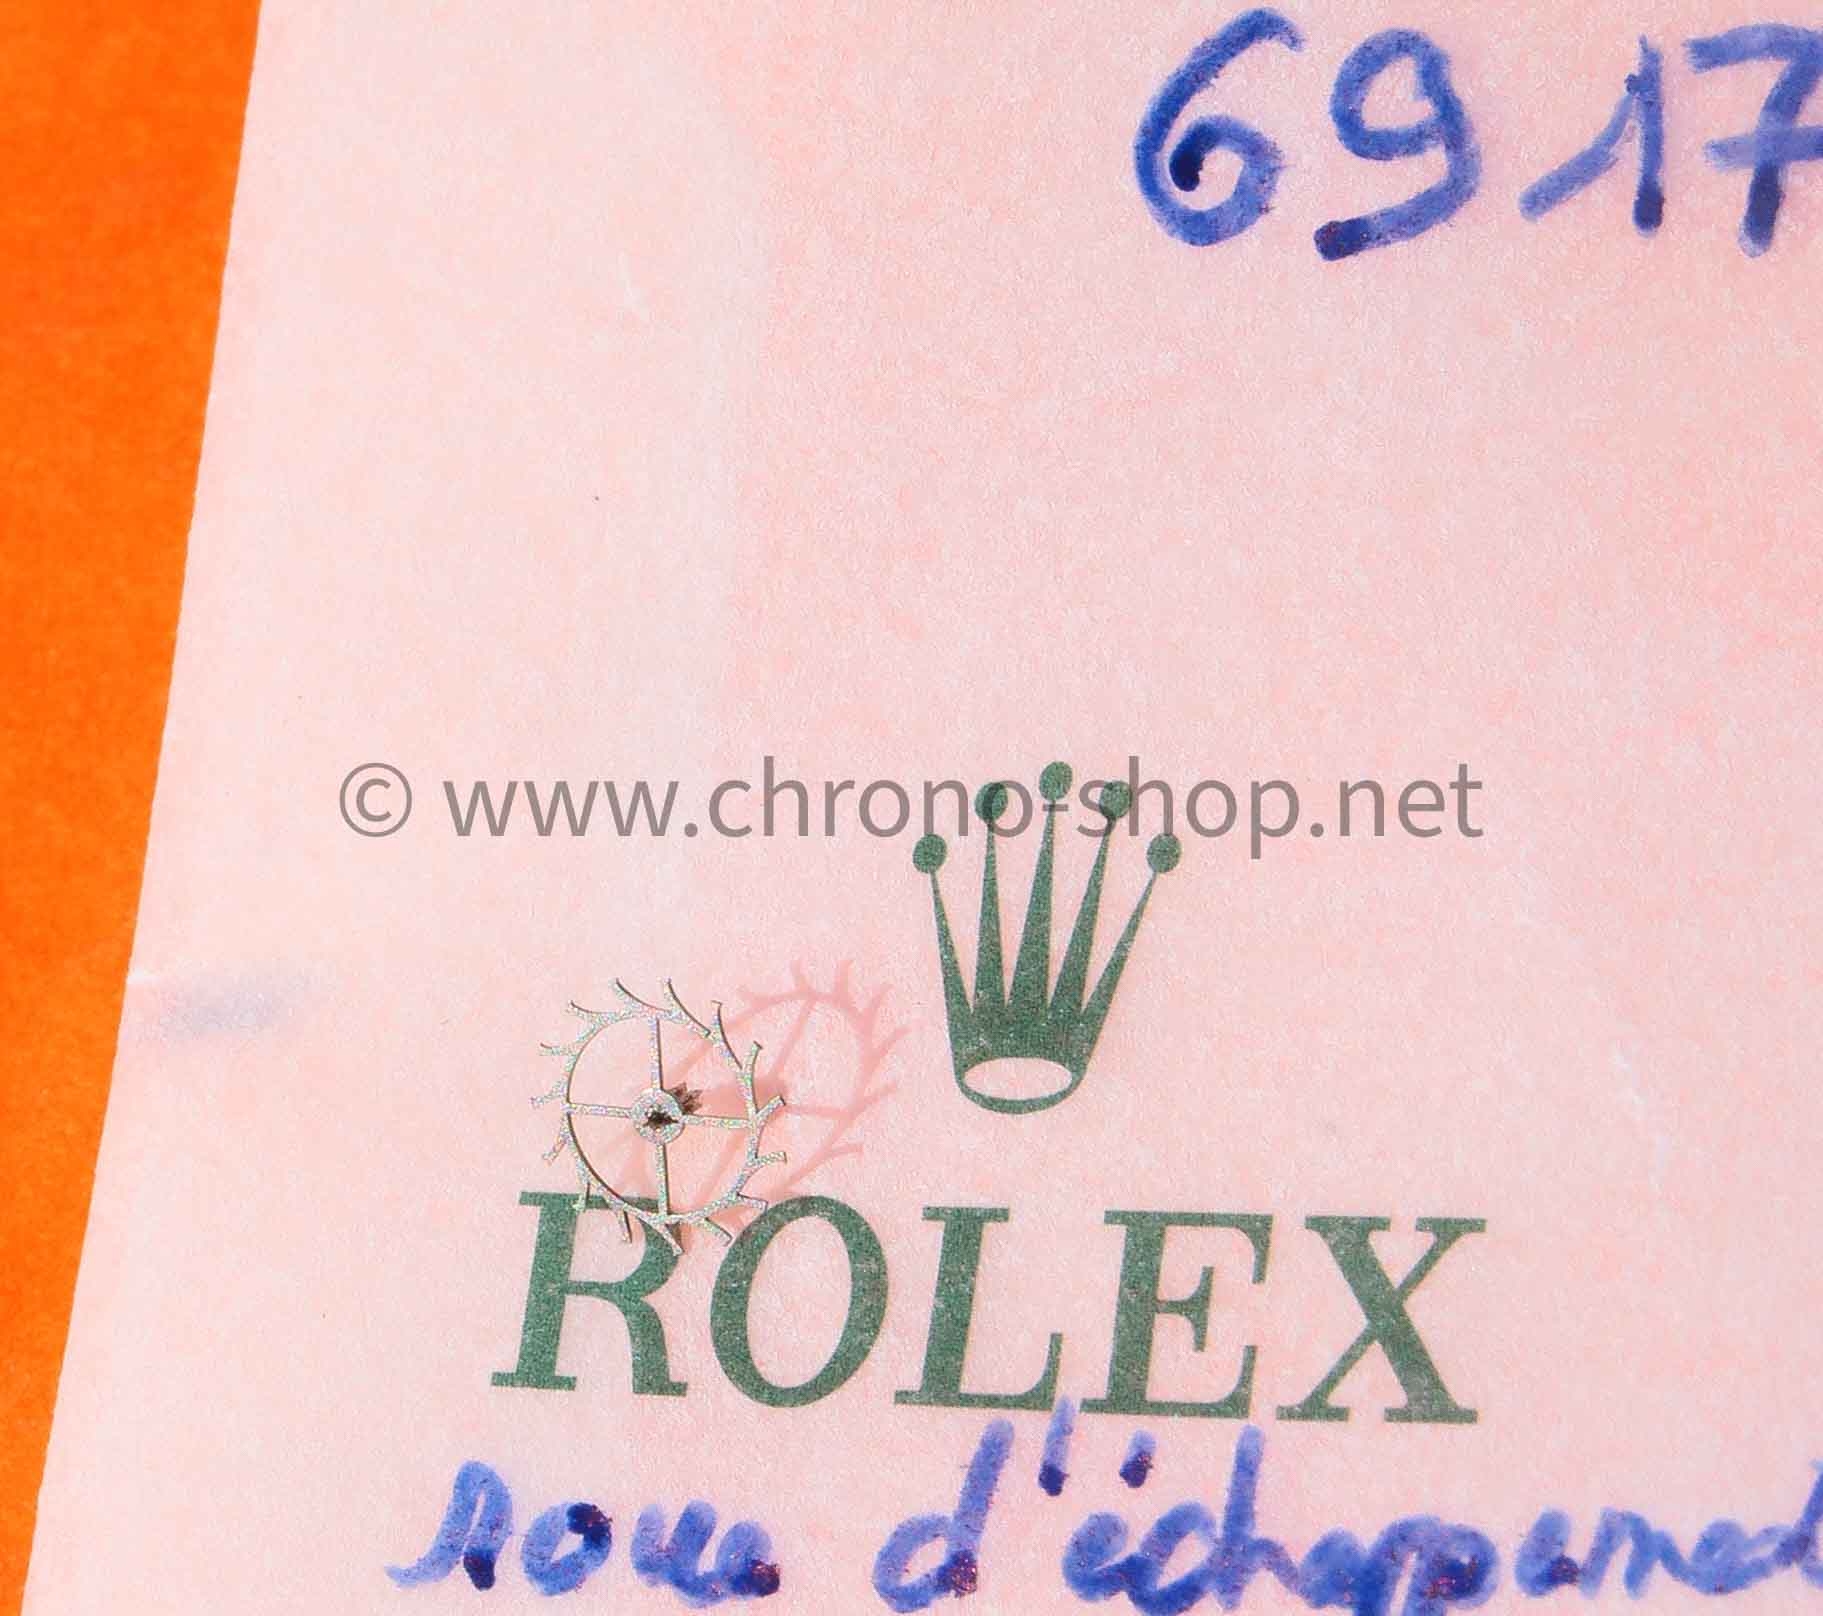 6917
© www.chrono-shop.net
ROLEX
roue d'échappement